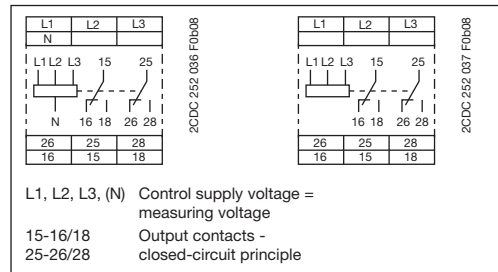 L1 L2 L3
N
L1 L2 L3 15 25
N 16 18 26 28
26 25 28
16 15 18
2CDC 252 036 F0b08
L1 L2 L3
L1 L2 L3 15 25
16 18 26 28
26 25 28
16 15 18
2CDC 252 037 F0b08
L1, L2, L3, (N) Control supply voltage =
measuring voltage
15-16/18 Output contacts -
25-26/28 closed-circuit principle